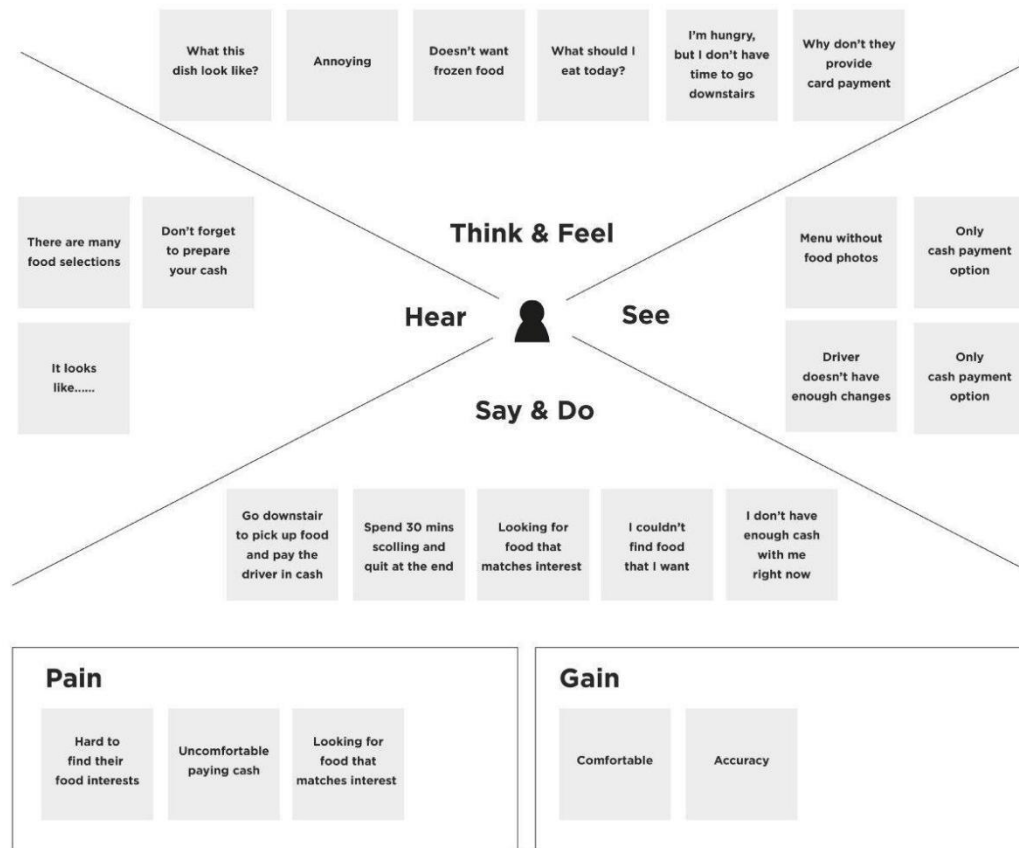 What this
dish look like?
Annoying
Doesn't want
frozen food
What should I
eat today?
I'm hungry,
but I don't have
time to go
downstairs
Why don't they
provide
card payment
Think & Feel
There are many
food selections
Don't forget
to prepare
your cash
It looks
like......
Hear
See
Menu without
food photos
Only
cash payment
option
Driver
doesn't have
enough changes
Only
cash payment
option
Say & Do
Go downstair
to pick up food
and pay the
driver in cash
Spend 30 mins
scolling and
quit at the end
Looking for
food that
matches interest
I couldn't
find food
that I want
I don't have
enough cash
with me
right now
Pain
Hard to
find their
food interests
Uncomfortable
paying cash
Looking for
food that
matches interest
Gain
Comfortable
Accuracy